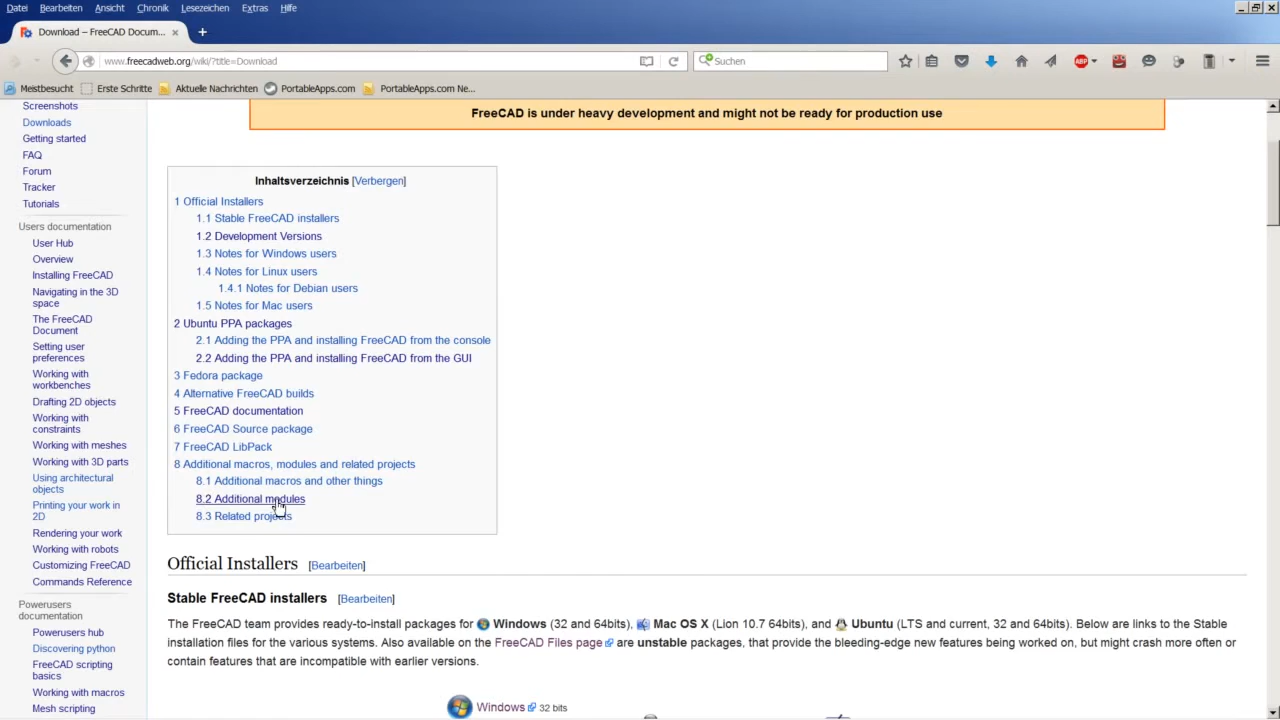 Datei Bearbeiten Ansicht Chronik Lesezeichen Extras Hilfe
Download – FreeCAD Docum...
www.freecadweb.org/wiki/?title=Download
Suchen
ABP
Meistbesucht Erste Schritte Aktuelle Nachrichten PortableApps.com PortableApps.com Ne...
Screenshots
Downloads
Getting started
FAQ
Forum
Tracker
Tutorials
Users documentation
User Hub
Overview
Installing FreeCAD
Navigating in the 3D
space
The FreeCAD
Document
Setting user
preferences
Working with
workbenches
Drafting 2D objects
Working with
constraints
Working with meshes
Working with 3D parts
Using architectural
objects
Printing your work in
2D
Rendering your work
Working with robots
Customizing FreeCAD
Commands Reference
Powerusers
documentation
Powerusers hub
Discovering python
FreeCAD scripting
basics
Working with macros
Mesh scripting
FreeCAD is under heavy development and might not be ready for production use
Inhaltsverzeichnis [Verbergen]
1 Official Installers
1.1 Stable FreeCAD installers
1.2 Development Versions
1.3 Notes for Windows users
1.4 Notes for Linux users
1.4.1 Notes for Debian users
1.5 Notes for Mac users
2 Ubuntu PPA packages
2.1 Adding the PPA and installing FreeCAD from the console
2.2 Adding the PPA and installing FreeCAD from the GUI
3 Fedora package
4 Alternative FreeCAD builds
5 FreeCAD documentation
6 FreeCAD Source package
7 FreeCAD LibPack
8 Additional macros, modules and related projects
8.1 Additional macros and other things
8.2 Additional modules
8.3 Related projects
Official Installers [Bearbeiten]
Stable FreeCAD installers [Bearbeiten]
The FreeCAD team provides ready-to-install packages for Windows (32 and 64bits), Mac OS X (Lion 10.7 64bits), and Ubuntu (LTS and current, 32 and 64bits). Below are links to the Stable
installation files for the various systems. Also available on the FreeCAD Files page are unstable packages, that provide the bleeding-edge new features being worked on, but might crash more often or
contain features that are incompatible with earlier versions.
Windows 32 bits